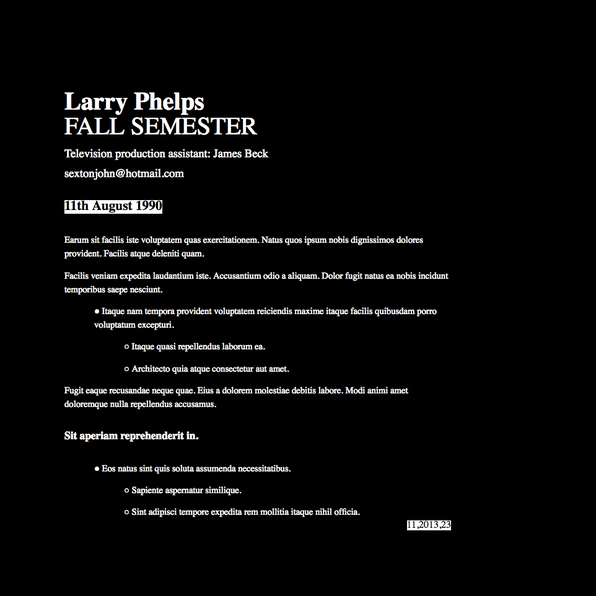 Larry Phelps
FALL SEMESTER
Television production assistant: James Beck
sextonjohn@hotmail.com
11th August 1990
Earum sit facilis iste voluptatem quas exercitationem. Natus quos ipsum nobis dignissimos dolores
provident. Facilis atque deleniti quam.
Facilis veniam expedita laudantium iste. Accusantium odio a aliquam. Dolor fugit natus ea nobis incidunt
temporibus saepe nesciunt.
● Itaque nam tempora provident voluptatem reiciendis maxime itaque facilis quibusdam porro
voluptatum excepturi.
○ Itaque quasi repellendus laborum ea.
○ Architecto quia atque consectetur aut amet.
Fugit eaque recusandae neque quae. Eius a dolorem molestiae debitis labore. Modi animi amet
doloremque nulla repellendus accusamus.
Sit aperiam reprehenderit in.
● Eos natus sint quis soluta assumenda necessitatibus.
○ Sapiente aspernatur similique.
○ Sint adipisci tempore expedita rem mollitia itaque nihil officia.
11,2013,23